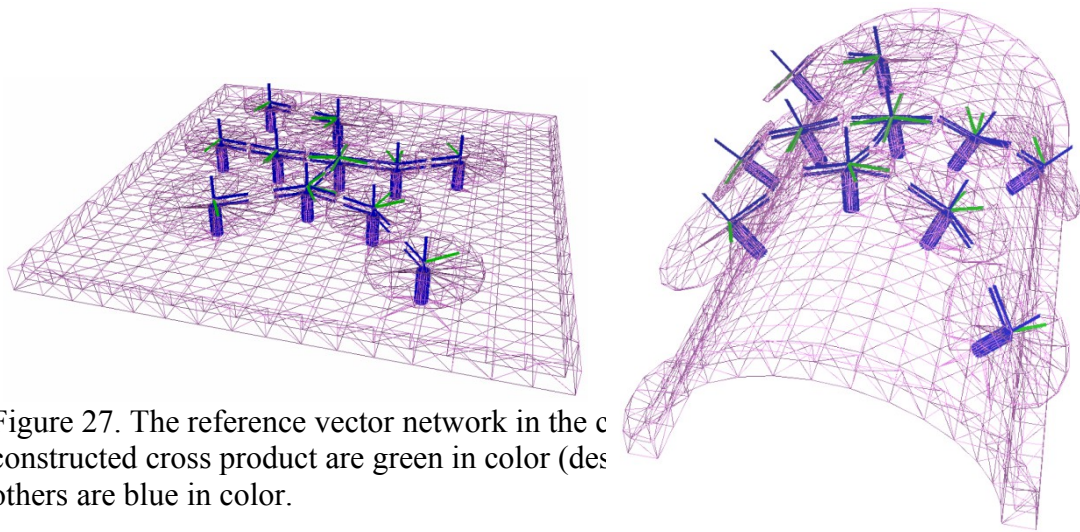 Figure 27. The reference vector network in the c
constructed cross product are green in color (des
others are blue in color.